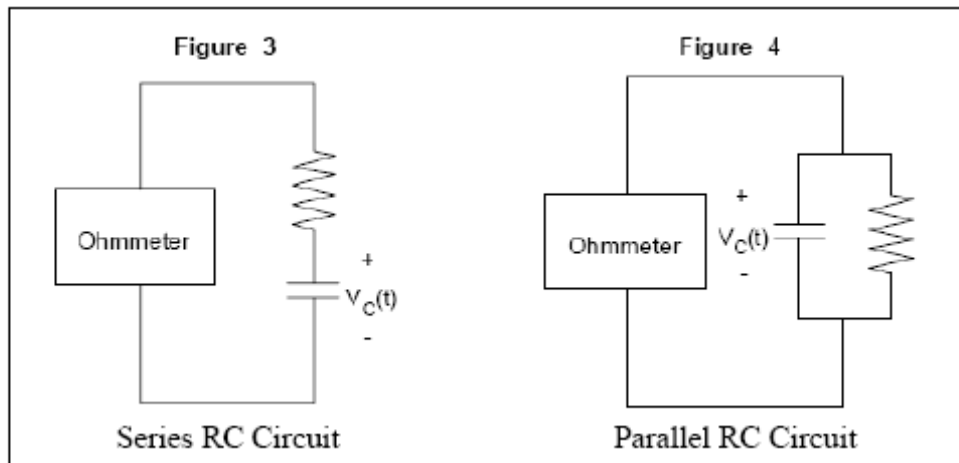 Figure 3
Ohmmeter
+
V_C(t)
-
Series RC Circuit
Figure 4
Ohmmeter
+
V_C(t)
-
Parallel RC Circuit